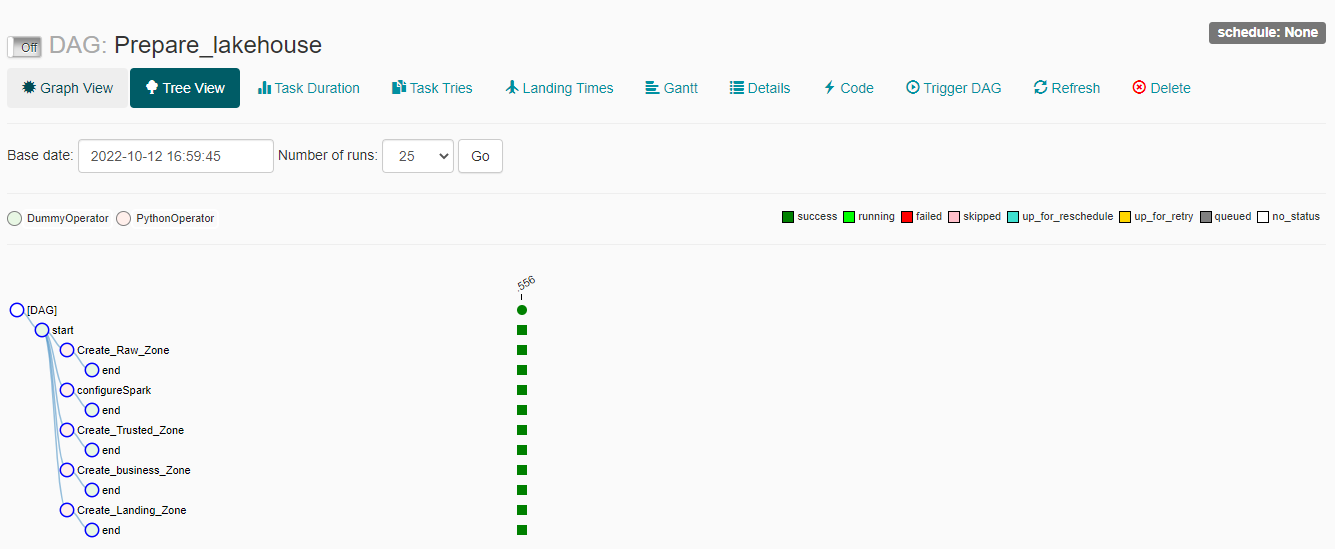 schedule: None
Off DAG: Prepare_lakehouse
Graph View Tree View Task Duration Task Tries Landing Times Gantt Details Code Trigger DAG Refresh Delete
Base date: 2022-10-12 16:59:45 Number of runs: 25 Go
DummyOperator PythonOperator success running failed skipped up_for_reschedule up_for_retry queued no_status
.556
[DAG]
start
Create_Raw_Zone
end
configureSpark
end
Create_Trusted_Zone
end
Create_business_Zone
end
Create_Landing_Zone
end